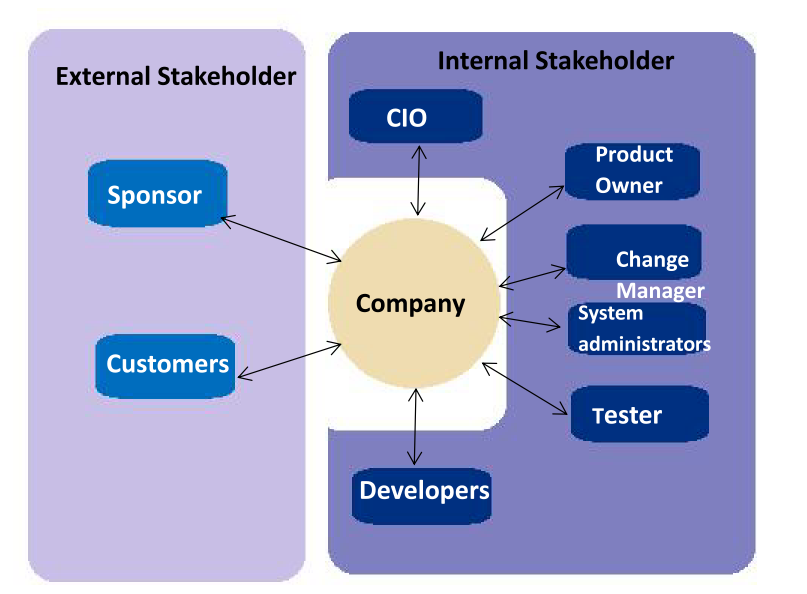 External Stakeholder
Internal Stakeholder
CIO
Product
Owner
Sponsor
Change
Manager
Company
System
administrators
Customers
Tester
Developers